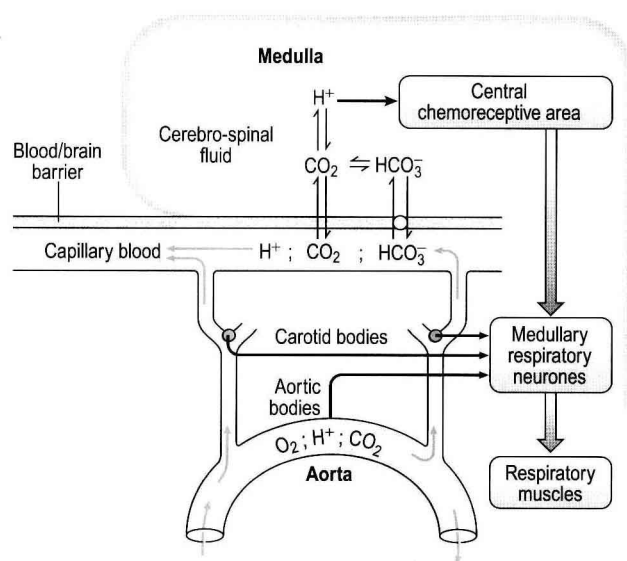 Medulla
H⁺
Central
chemoreceptive area
Cerebro-spinal
fluid
Blood/brain
barrier
CO₂ ⇋ HCO₃⁻
Capillary blood
H⁺ ; CO₂ ; HCO₃⁻
Carotid bodies
Medullary
respiratory
neurones
Aortic
bodies
O₂ ; H⁺ ; CO₂
Aorta
Respiratory
muscles